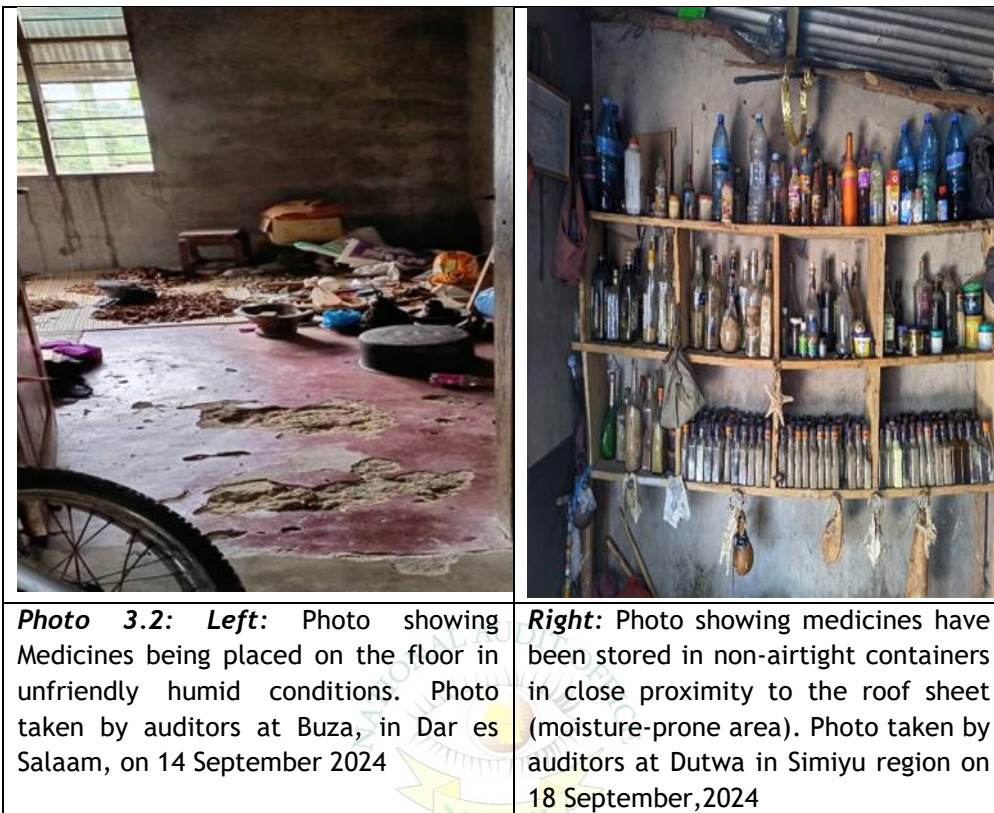 Photo 3.2: Left: Photo showing
Medicines being placed on the floor in
unfriendly humid conditions. Photo
taken by auditors at Buza, in Dar es
Salaam, on 14 September 2024
Right: Photo showing medicines have
been stored in non-airtight containers
in close proximity to the roof sheet
(moisture-prone area). Photo taken by
auditors at Dutwa in Simiyu region on
18 September,2024
NATIONAL AUDIT OFFICE